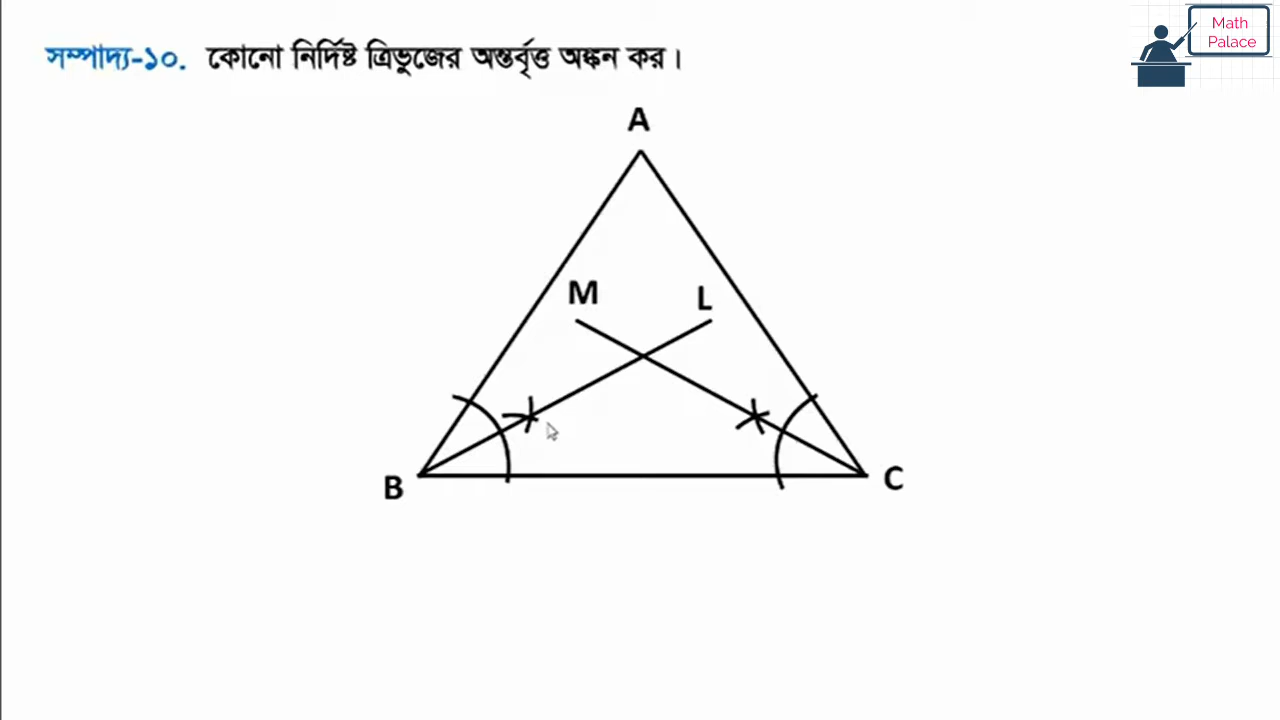 সম্পাদ্য-১০. কোনো নির্দিষ্ট ত্রিভুজের অন্তর্বৃত্ত অঙ্কন কর।
Math
Palace
A
M
L
B
C